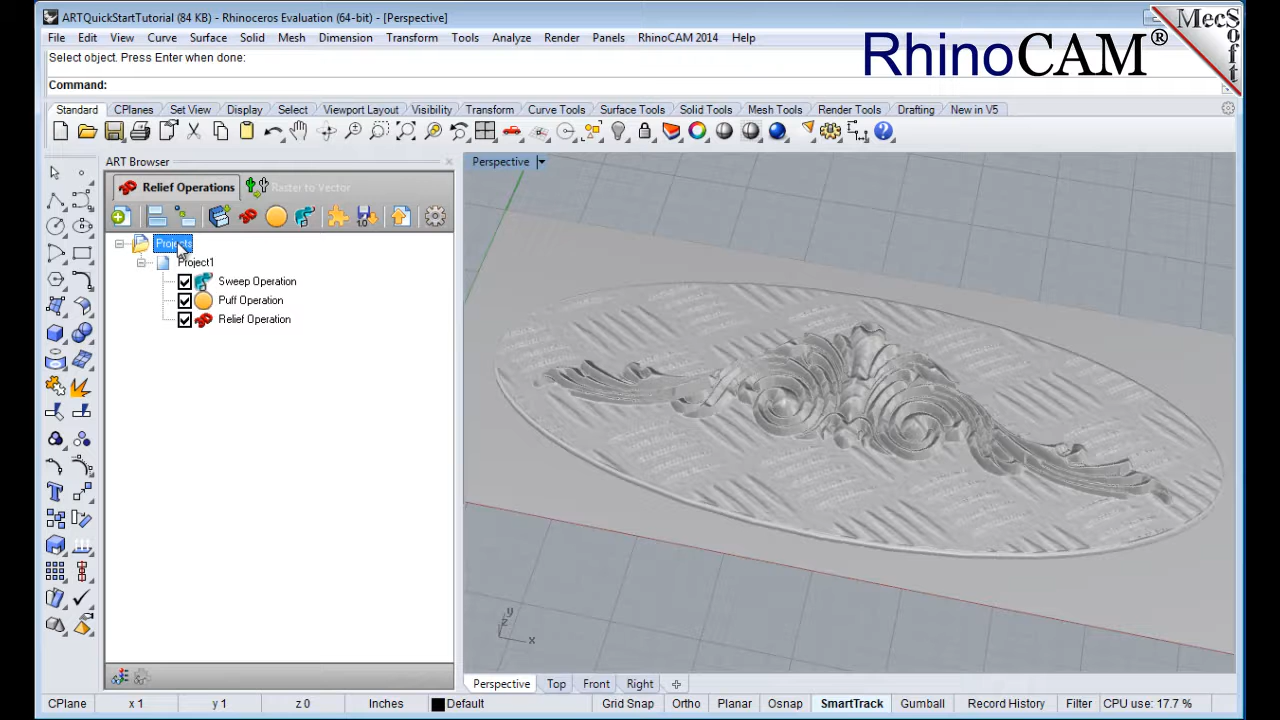 ARTQuickStartTutorial (84 KB) - Rhinoceros Evaluation (64-bit) - [Perspective]
File Edit View Curve Surface Solid Mesh Dimension Transform Tools Analyze Render Panels RhinoCAM 2014 Help
RhinoCAM®
MecSoft
Select object. Press Enter when done:
Command:
Standard CPlanes Set View Display Select Viewport Layout Visibility Transform Curve Tools Surface Tools Solid Tools Mesh Tools Render Tools Drafting New in V5
ART Browser
Relief Operations Raster to Vector
Projects
Project1
Sweep Operation
Puff Operation
Relief Operation
Perspective
y
z
x
Perspective Top Front Right
CPlane x 1 y 1 z 0 Inches Default Grid Snap Ortho Planar Osnap SmartTrack Gumball Record History Filter CPU use: 17.7 %